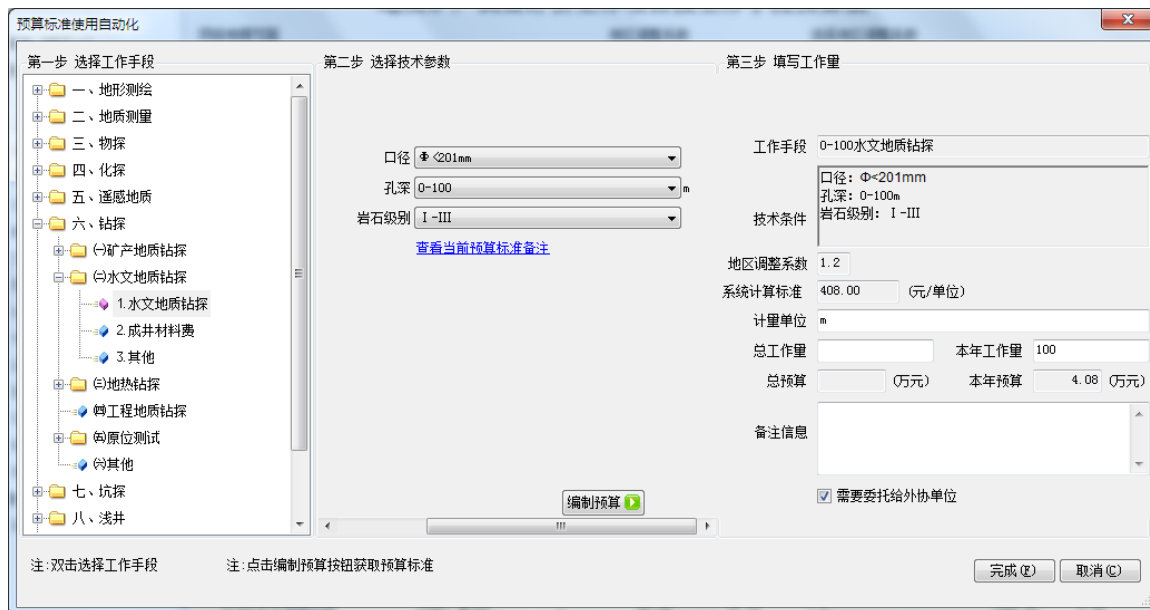 预算标准使用自动化
第一步 选择工作手段
一、地形测绘
二、地质测量
三、物探
四、化探
五、遥感地质
六、钻探
㈠矿产地质钻探
㈡水文地质钻探
1.水文地质钻探
2.成井材料费
3.其他
㈢地热钻探
㈣工程地质钻探
㈤原位测试
㈥其他
七、坑探
八、浅井
第二步 选择技术参数
口径 Φ<201mm
孔深 0-100 m
岩石级别 I-III
查看当前预算标准备注
编制预算
第三步 填写工作量
工作手段 0-100水文地质钻探
技术条件 口径: Φ<201mm
孔深: 0-100m
岩石级别: I-III
地区调整系数 1.2
系统计算标准 408.00 (元/单位)
计量单位 m
总工作量 本年工作量 100
总预算 (万元) 本年预算 4.08 (万元)
备注信息
需要委托给外协单位
注:双击选择工作手段 注:点击编制预算按钮获取预算标准
完成(F) 取消(C)